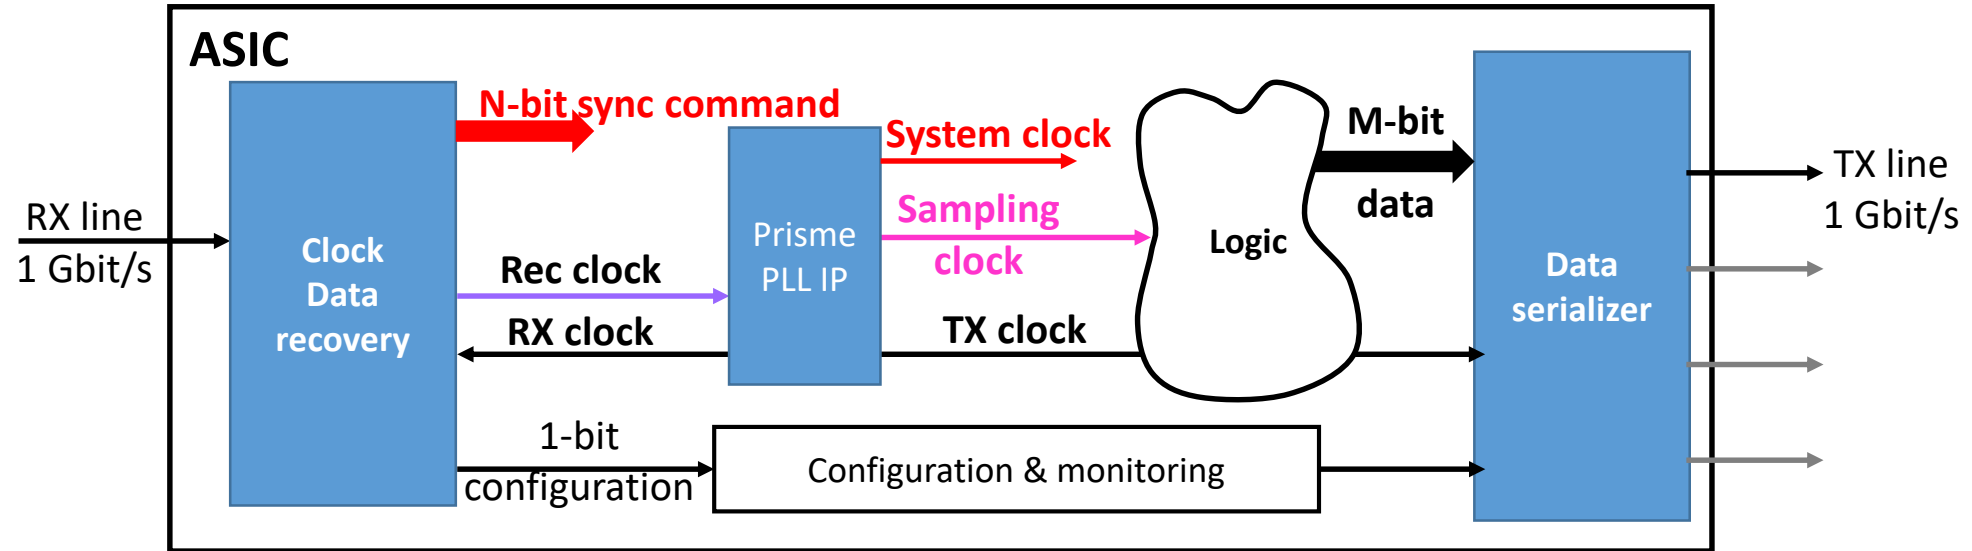 ASIC
RX line
1 Gbit/s
Clock
Data
recovery
N-bit sync command
Rec clock
RX clock
1-bit
configuration
Prisme
PLL IP
System clock
Sampling
clock
TX clock
Logic
Configuration & monitoring
M-bit
data
Data
serializer
TX line
1 Gbit/s